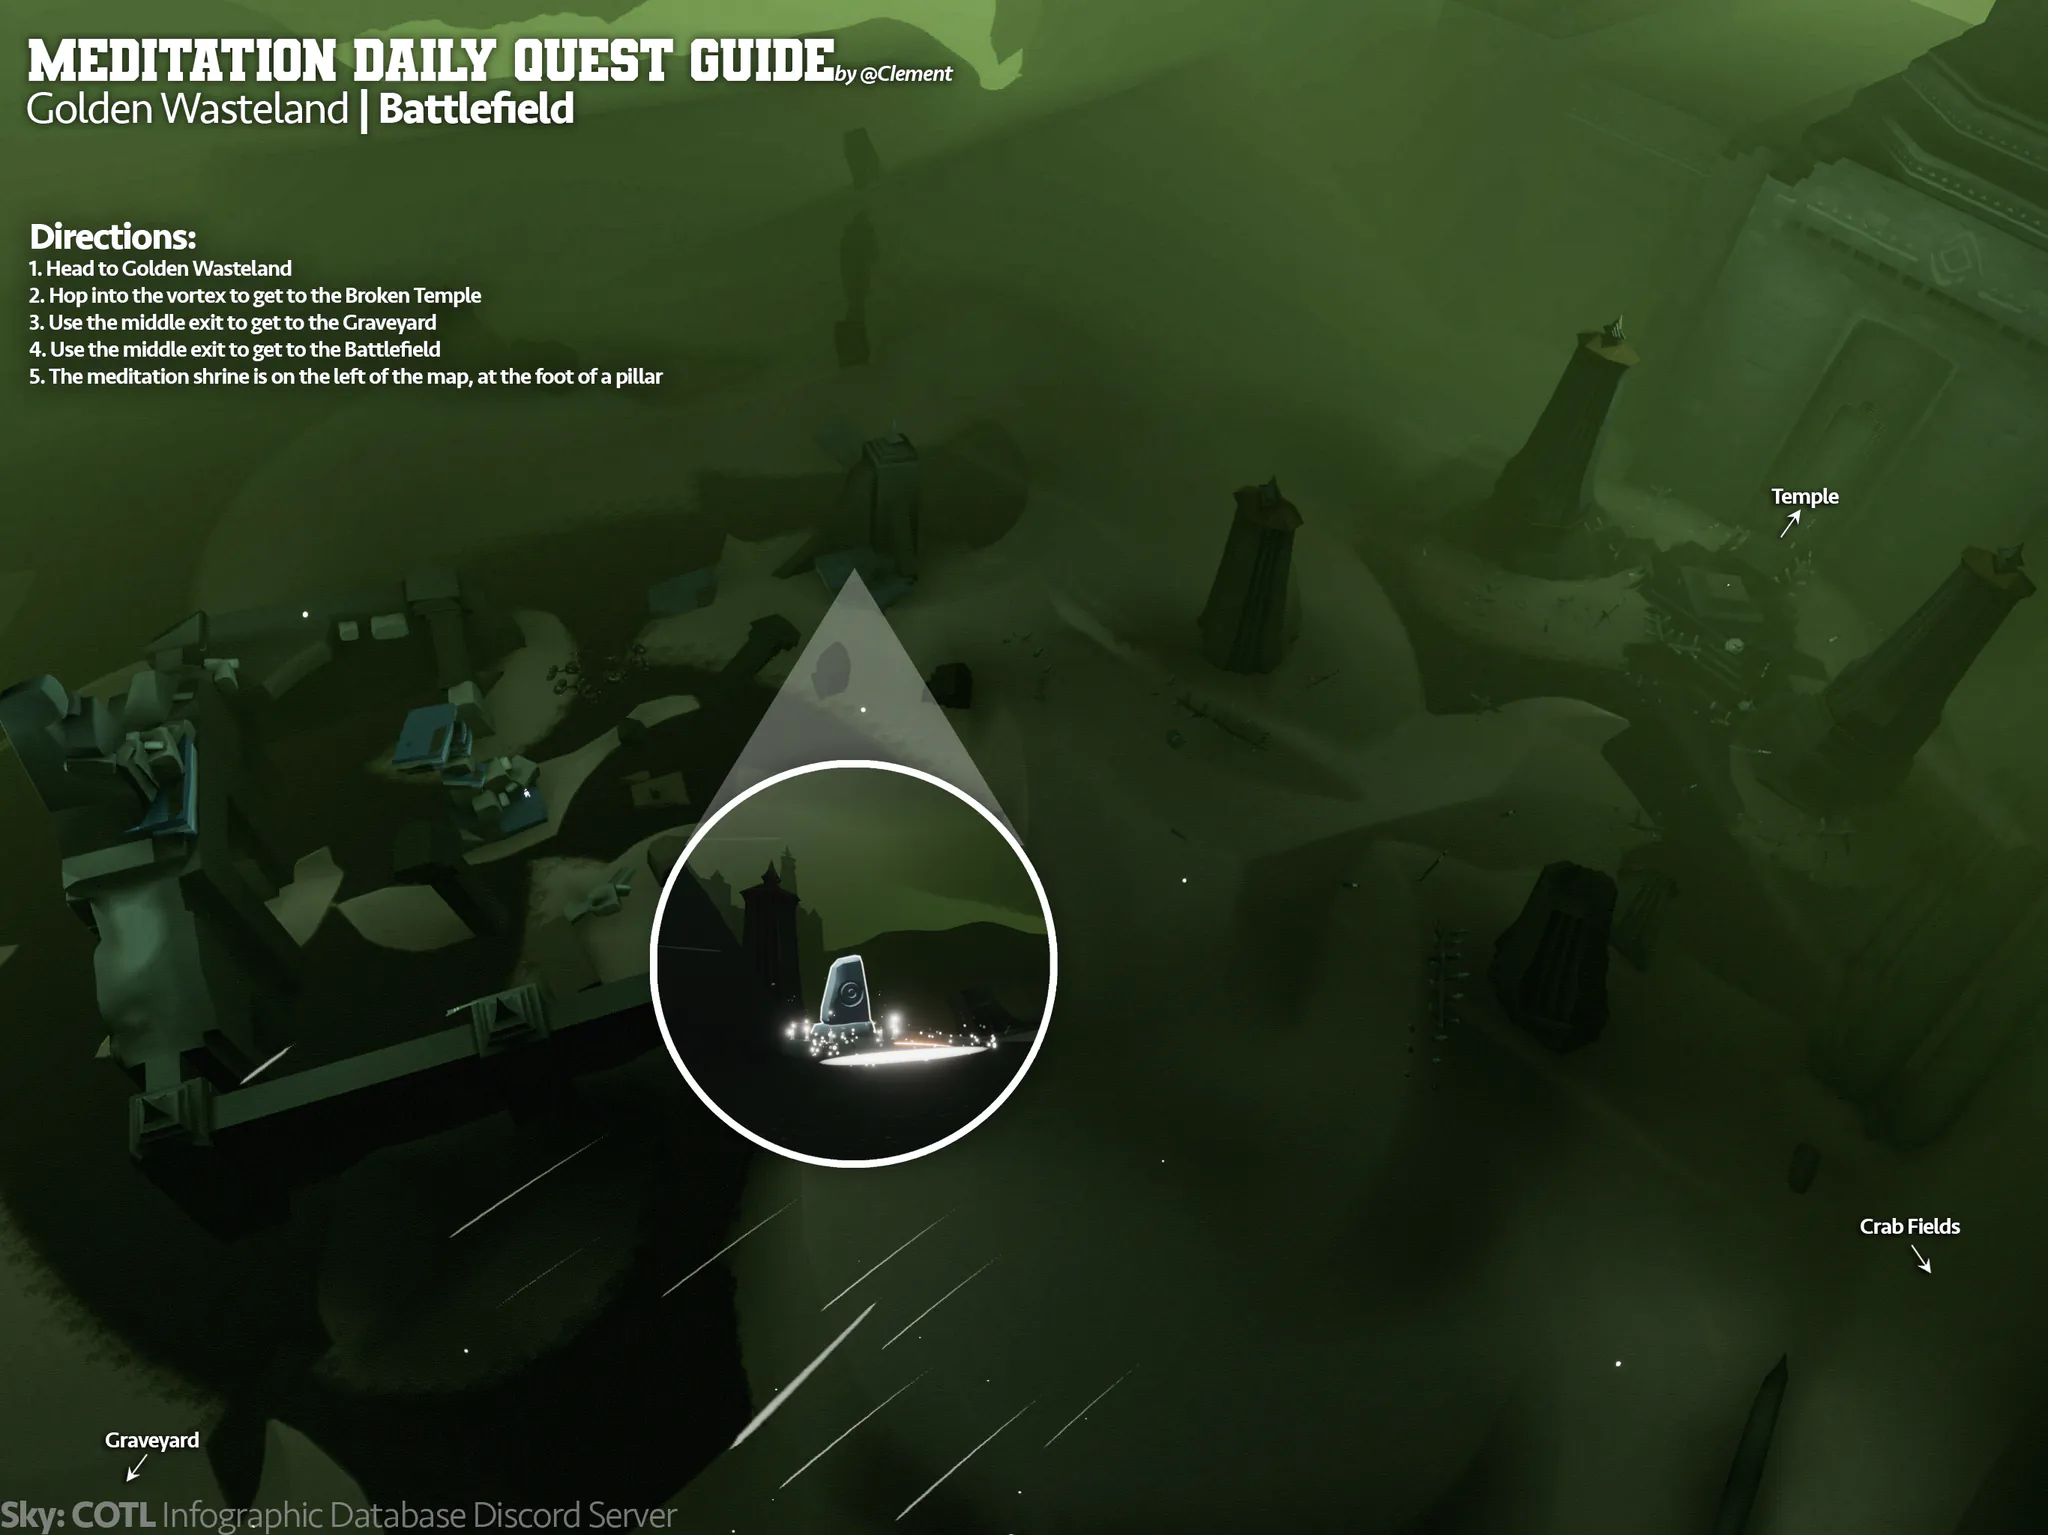 MEDITATION DAILY QUEST GUIDE by @Clement
Golden Wasteland | Battlefield
Directions:
1. Head to Golden Wasteland
2. Hop into the vortex to get to the Broken Temple
3. Use the middle exit to get to the Graveyard
4. Use the middle exit to get to the Battlefield
5. The meditation shrine is on the left of the map, at the foot of a pillar
Temple
Crab Fields
Graveyard
Sky: COTL Infographic Database Discord Server